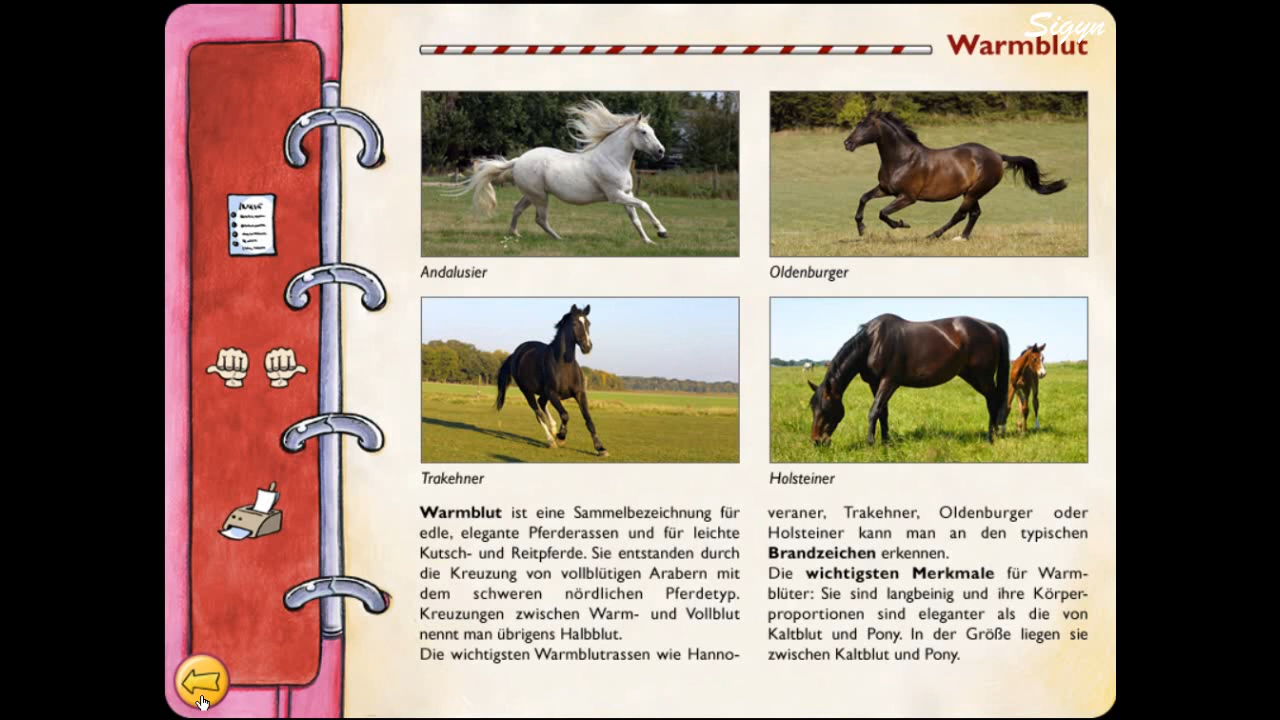 Sigyn
Warmblut
Andalusier
Oldenburger
Trakehner
Holsteiner
Warmblut ist eine Sammelbezeichnung für
edle, elegante Pferderassen und für leichte
Kutsch- und Reitpferde. Sie entstanden durch
die Kreuzung von vollblütigen Arabern mit
dem schweren nördlichen Pferdetyp.
Kreuzungen zwischen Warm- und Vollblut
nennt man übrigens Halbblut.
Die wichtigsten Warmblutrassen wie Hanno-
veraner, Trakehner, Oldenburger oder
Holsteiner kann man an den typischen
Brandzeichen erkennen.
Die wichtigsten Merkmale für Warm-
blüter: Sie sind langbeinig und ihre Körper-
proportionen sind eleganter als die von
Kaltblut und Pony. In der Größe liegen sie
zwischen Kaltblut und Pony.